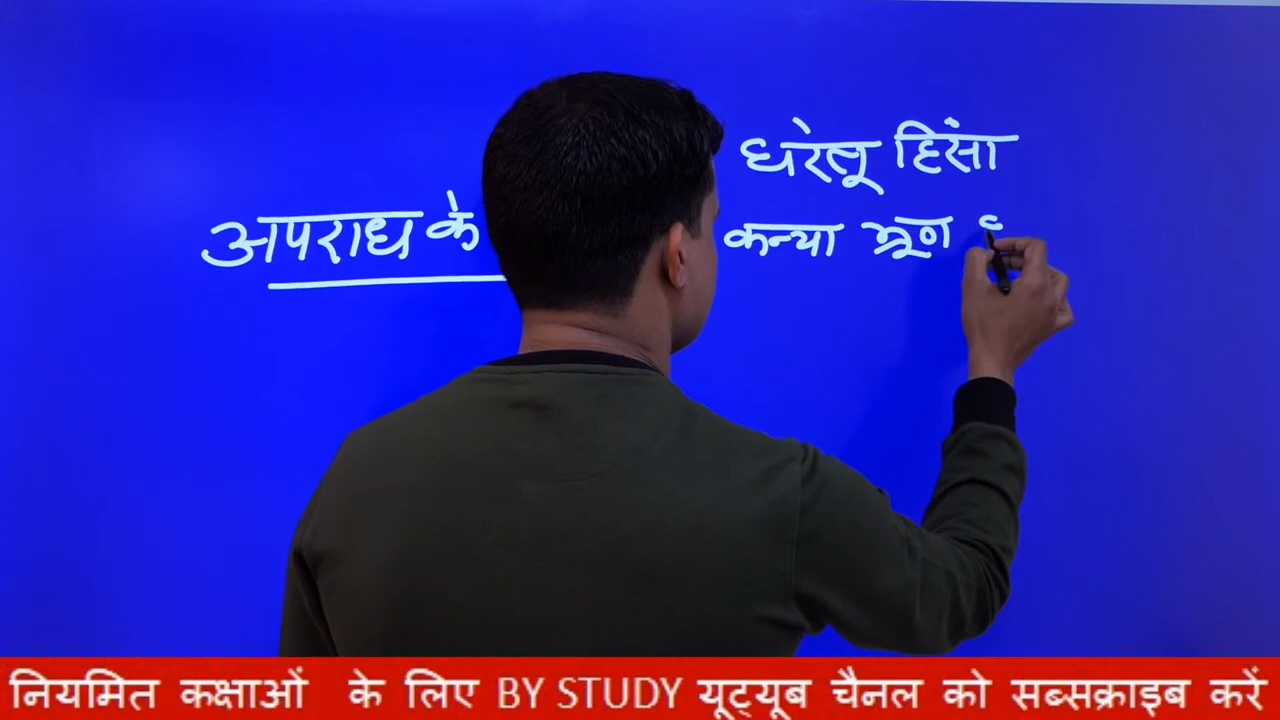 घरेलू हिंसा
अपराध के
कन्या भ्रूण
नियमित कक्षाओं के लिए BY STUDY यूट्यूब चैनल को सब्सक्राइब करें